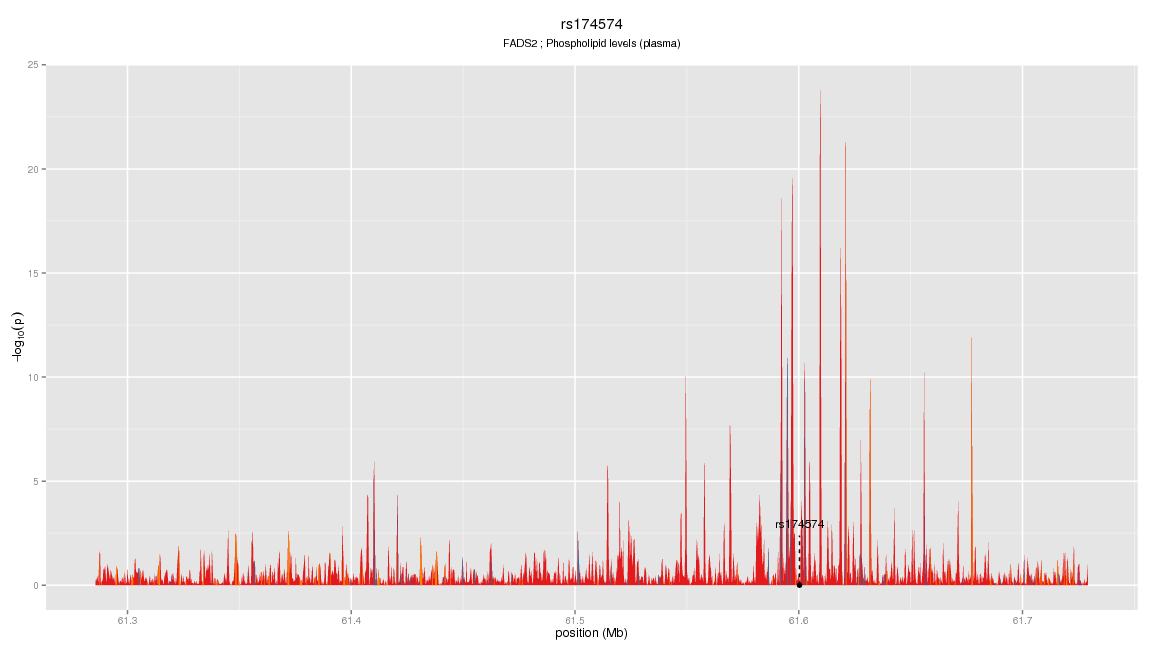 rs174574
FADS2 ; Phospholipid levels (plasma)
25
20
15
10
5
0
−log10(p)
rs174574
61.3
61.4
61.5
61.6
61.7
position (Mb)